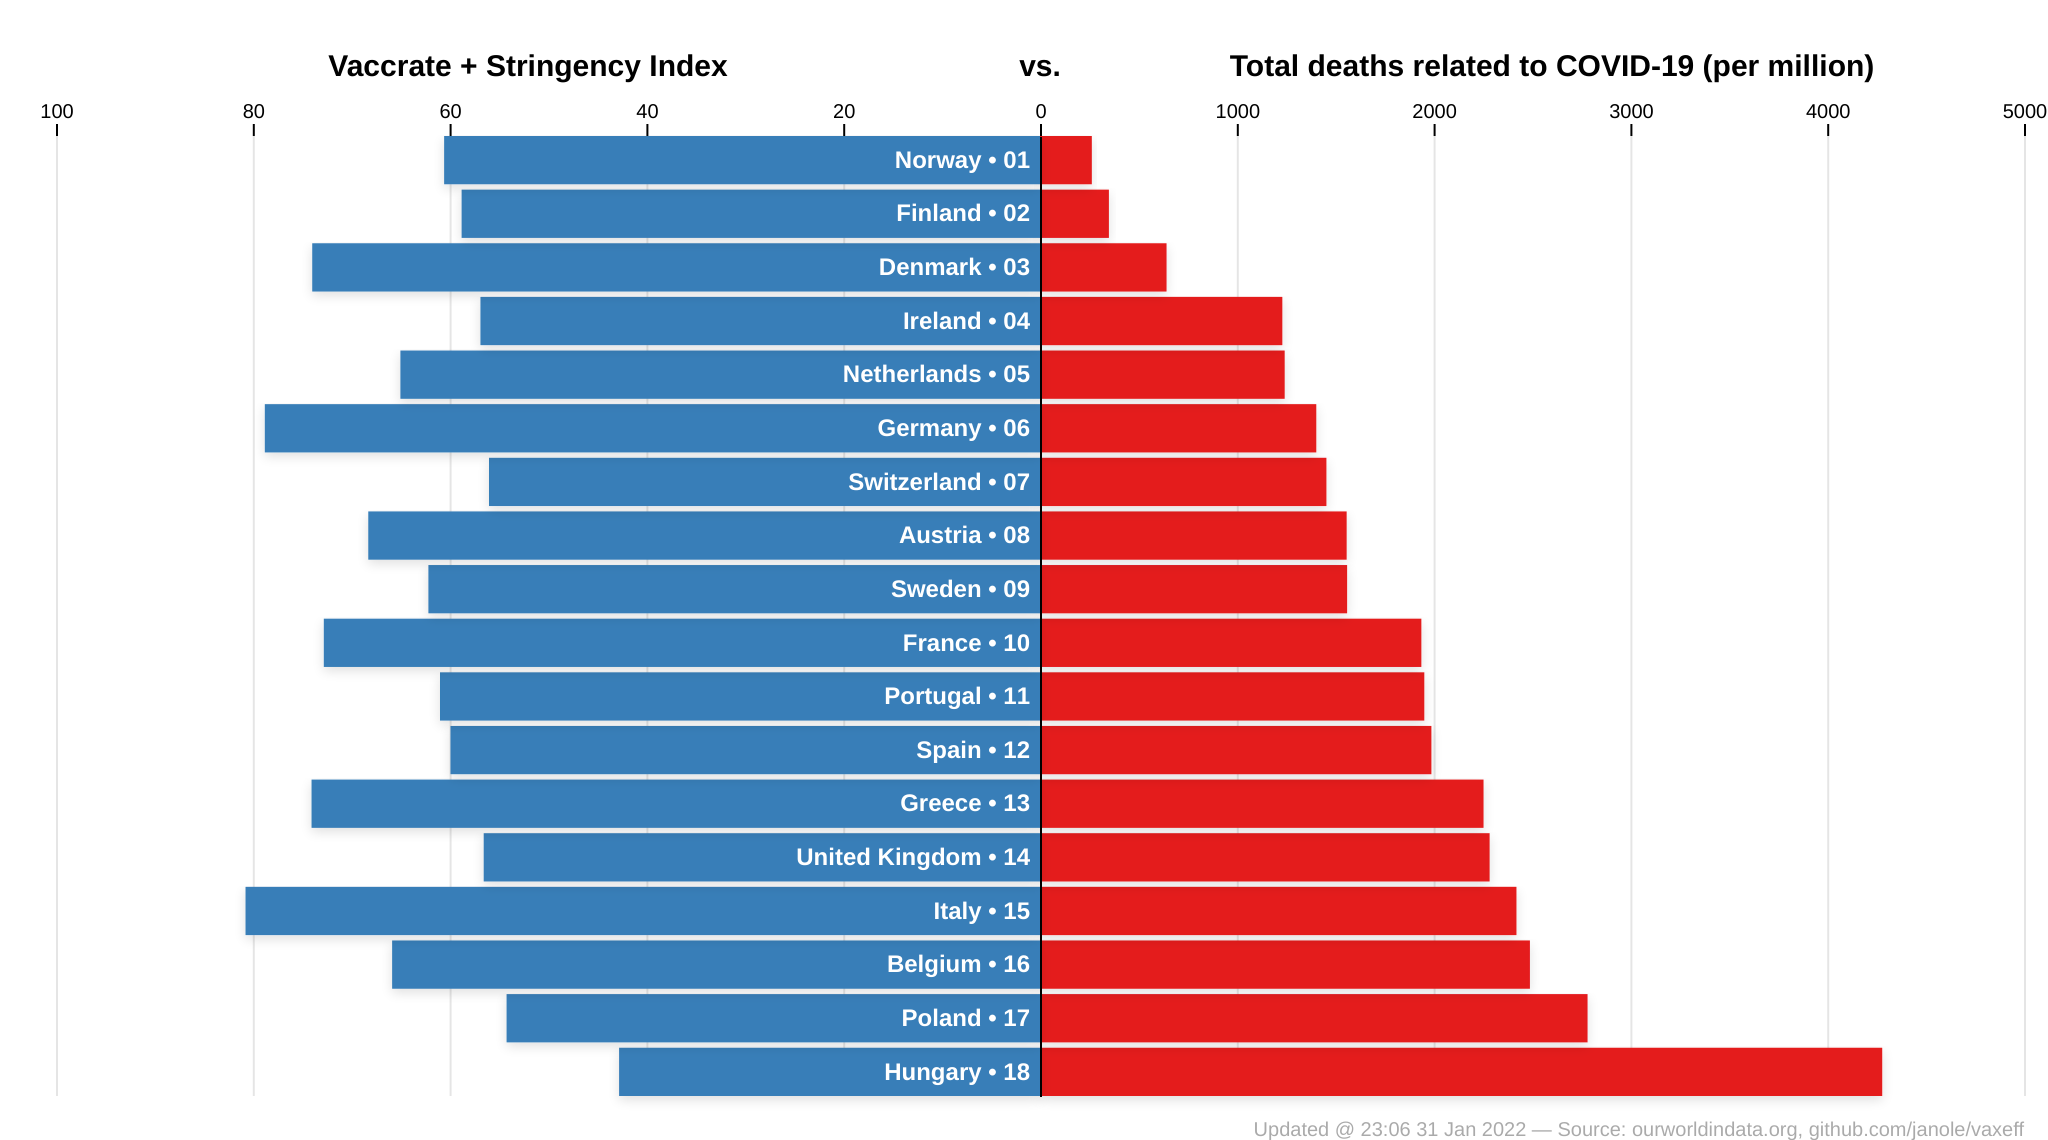 Vaccrate + Stringency Index vs. Total deaths related to COVID-19 (per million)
100 80 60 40 20 0 1000 2000 3000 4000 5000
Norway • 01
Finland • 02
Denmark • 03
Ireland • 04
Netherlands • 05
Germany • 06
Switzerland • 07
Austria • 08
Sweden • 09
France • 10
Portugal • 11
Spain • 12
Greece • 13
United Kingdom • 14
Italy • 15
Belgium • 16
Poland • 17
Hungary • 18
Updated @ 23:06 31 Jan 2022 — Source: ourworldindata.org, github.com/janole/vaxeff